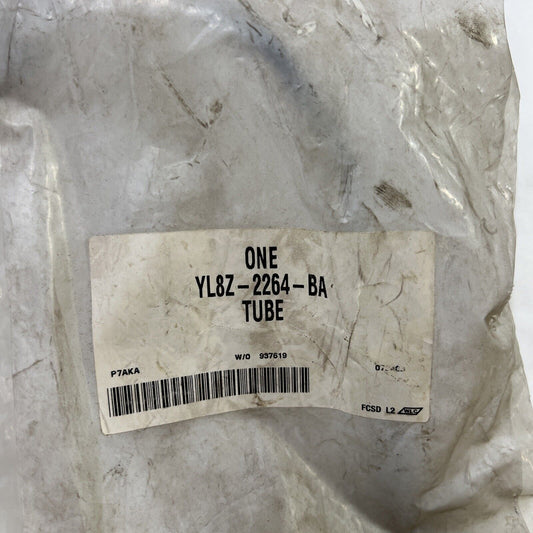 ONE
YL8Z-2264-BA
TUBE
W/O 937619
P7AKA
FCSD L2